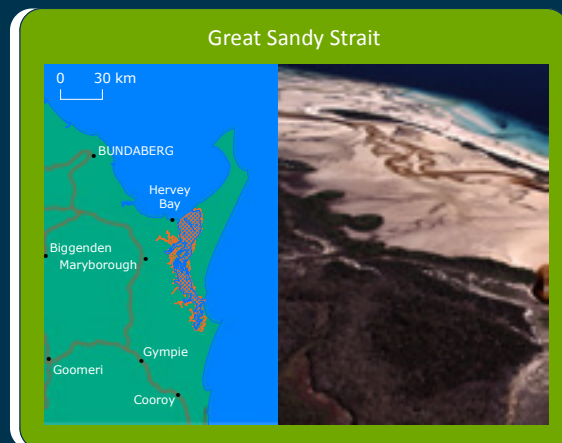 Great Sandy Strait
0 30 km
BUNDABERG
Hervey
Bay
Biggenden
Maryborough
Gympie
Goomeri
Cooroy